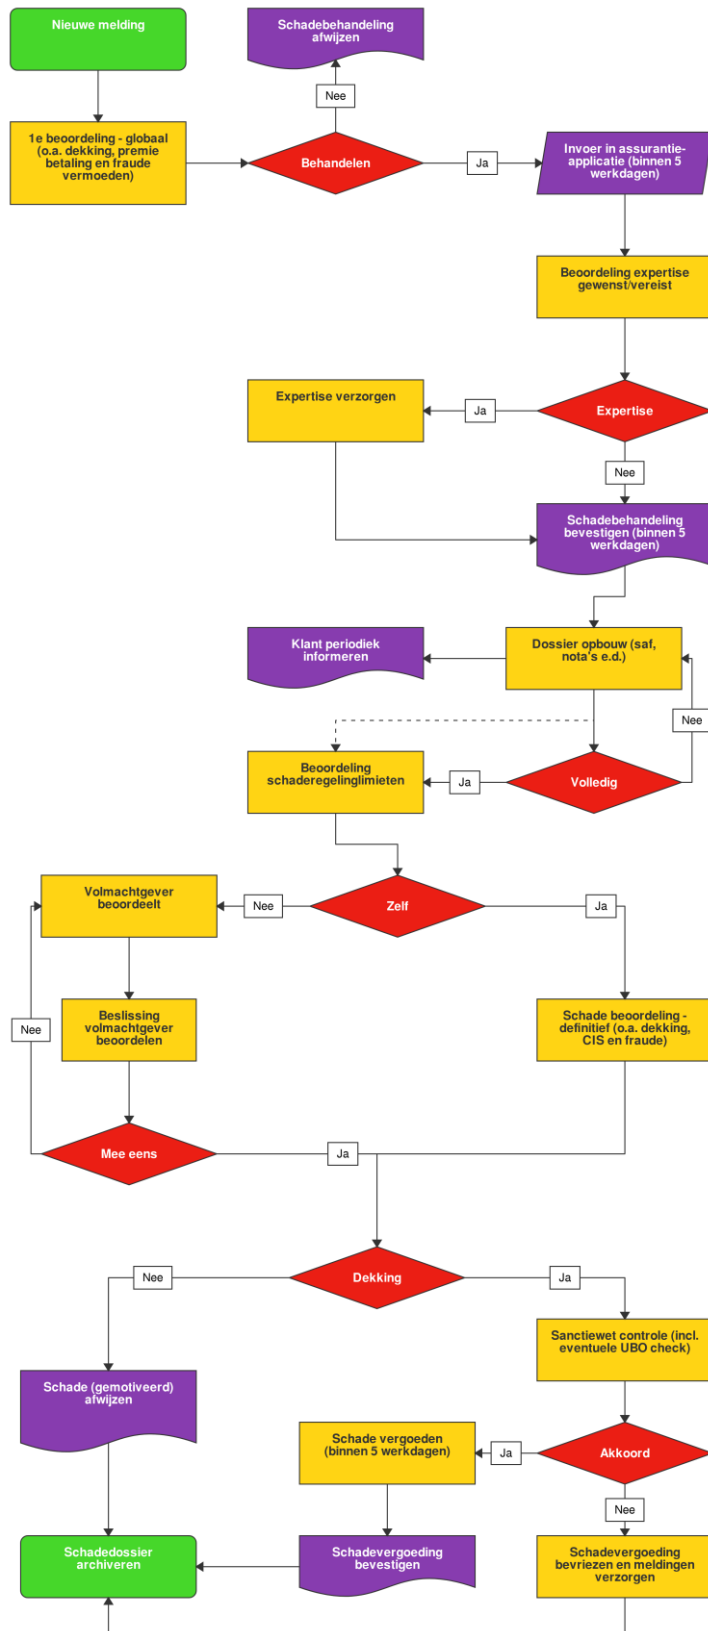 Nieuwe melding
Schadebehandeling
afwijzen
Nee
1e beoordeling - globaal
(o.a. dekking, premie
betaling en fraude
vermoeden)
Behandelen
Ja
Invoer in assurantie-
applicatie (binnen 5
werkdagen)
Beoordeling expertise
gewenst/vereist
Expertise verzorgen
Ja
Expertise
Nee
Schadebehandeling
bevestigen (binnen 5
werkdagen)
Klant periodiek
informeren
Dossier opbouw (saf,
nota's e.d.)
Nee
Beoordeling
schaderegelinglimieten
Ja
Volledig
Volmachtgever
beoordeelt
Nee
Zelf
Ja
Nee
Beslissing
volmachtgever
beoordelen
Schade beoordeling -
definitief (o.a. dekking,
CIS en fraude)
Mee eens
Ja
Nee
Dekking
Ja
Sanctiewet controle (incl.
eventuele UBO check)
Schade (gemotiveerd)
afwijzen
Schade vergoeden
(binnen 5 werkdagen)
Ja
Akkoord
Nee
Schadedossier
archiveren
Schadevergoeding
bevestigen
Schadevergoeding
bevriezen en meldingen
verzorgen